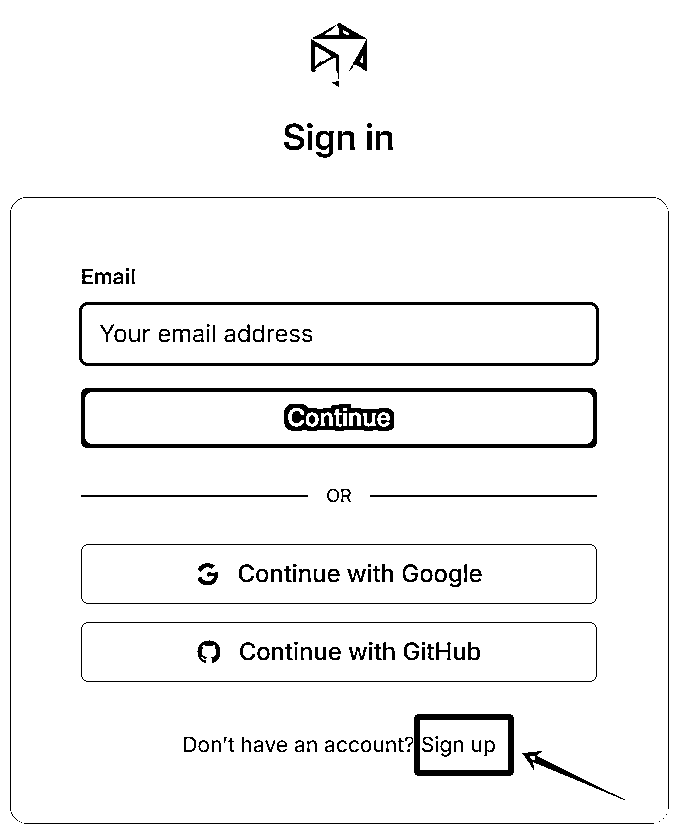 Sign in
Email
Your email address
Continue
OR
Continue with Google
Continue with GitHub
Don't have an account? Sign up